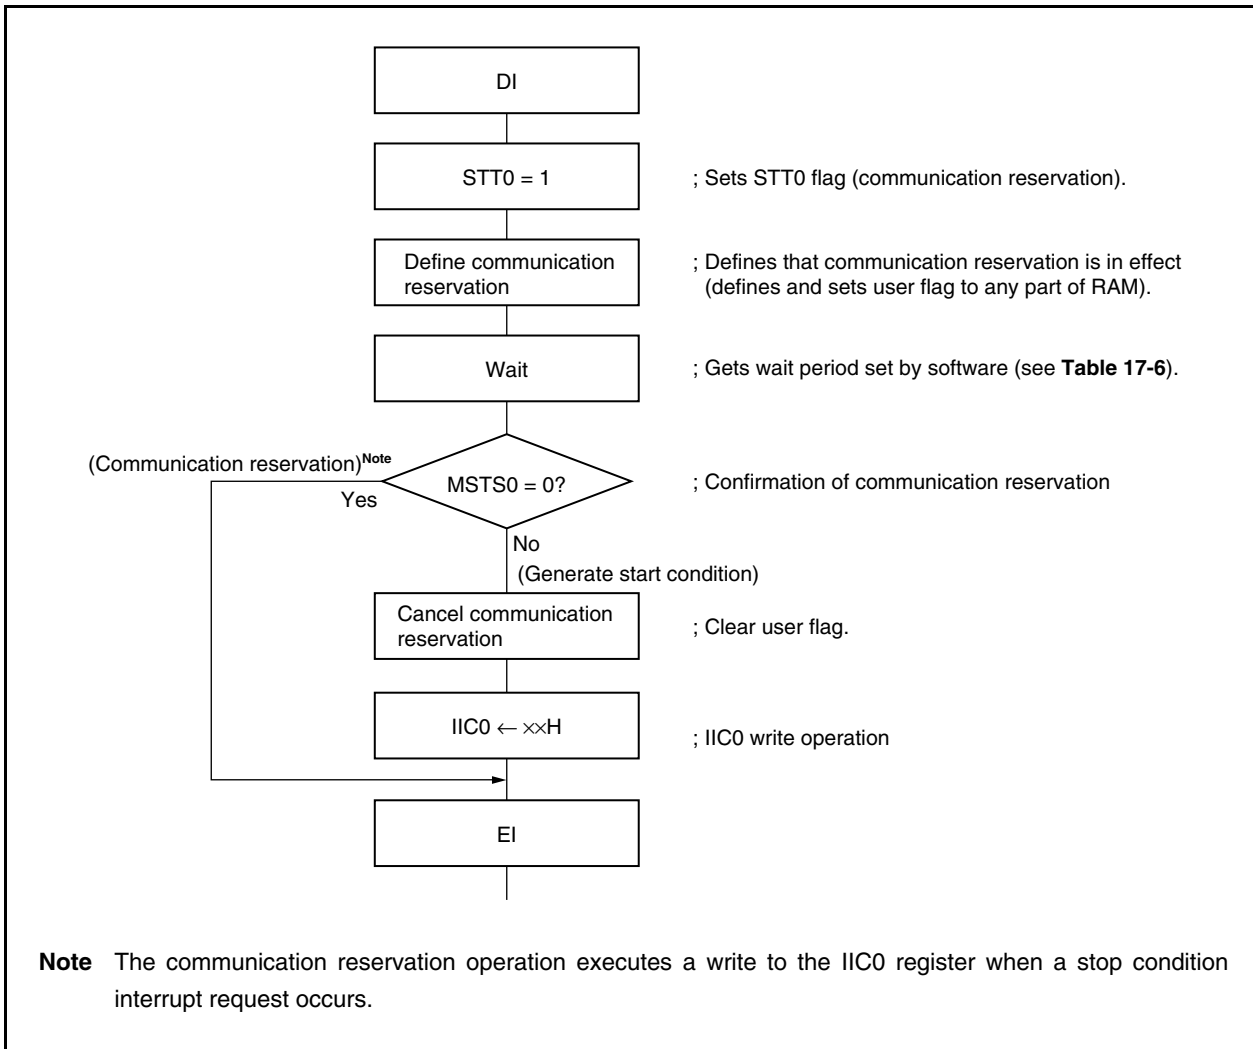 DI
STT0 = 1
; Sets STT0 flag (communication reservation).
Define communication
reservation
; Defines that communication reservation is in effect
(defines and sets user flag to any part of RAM).
Wait
; Gets wait period set by software (see Table 17-6).
(Communication reservation)Note
Yes
MSTS0 = 0?
; Confirmation of communication reservation
No
(Generate start condition)
Cancel communication
reservation
; Clear user flag.
IIC0 ← ××H
; IIC0 write operation
EI
Note The communication reservation operation executes a write to the IIC0 register when a stop condition
interrupt request occurs.